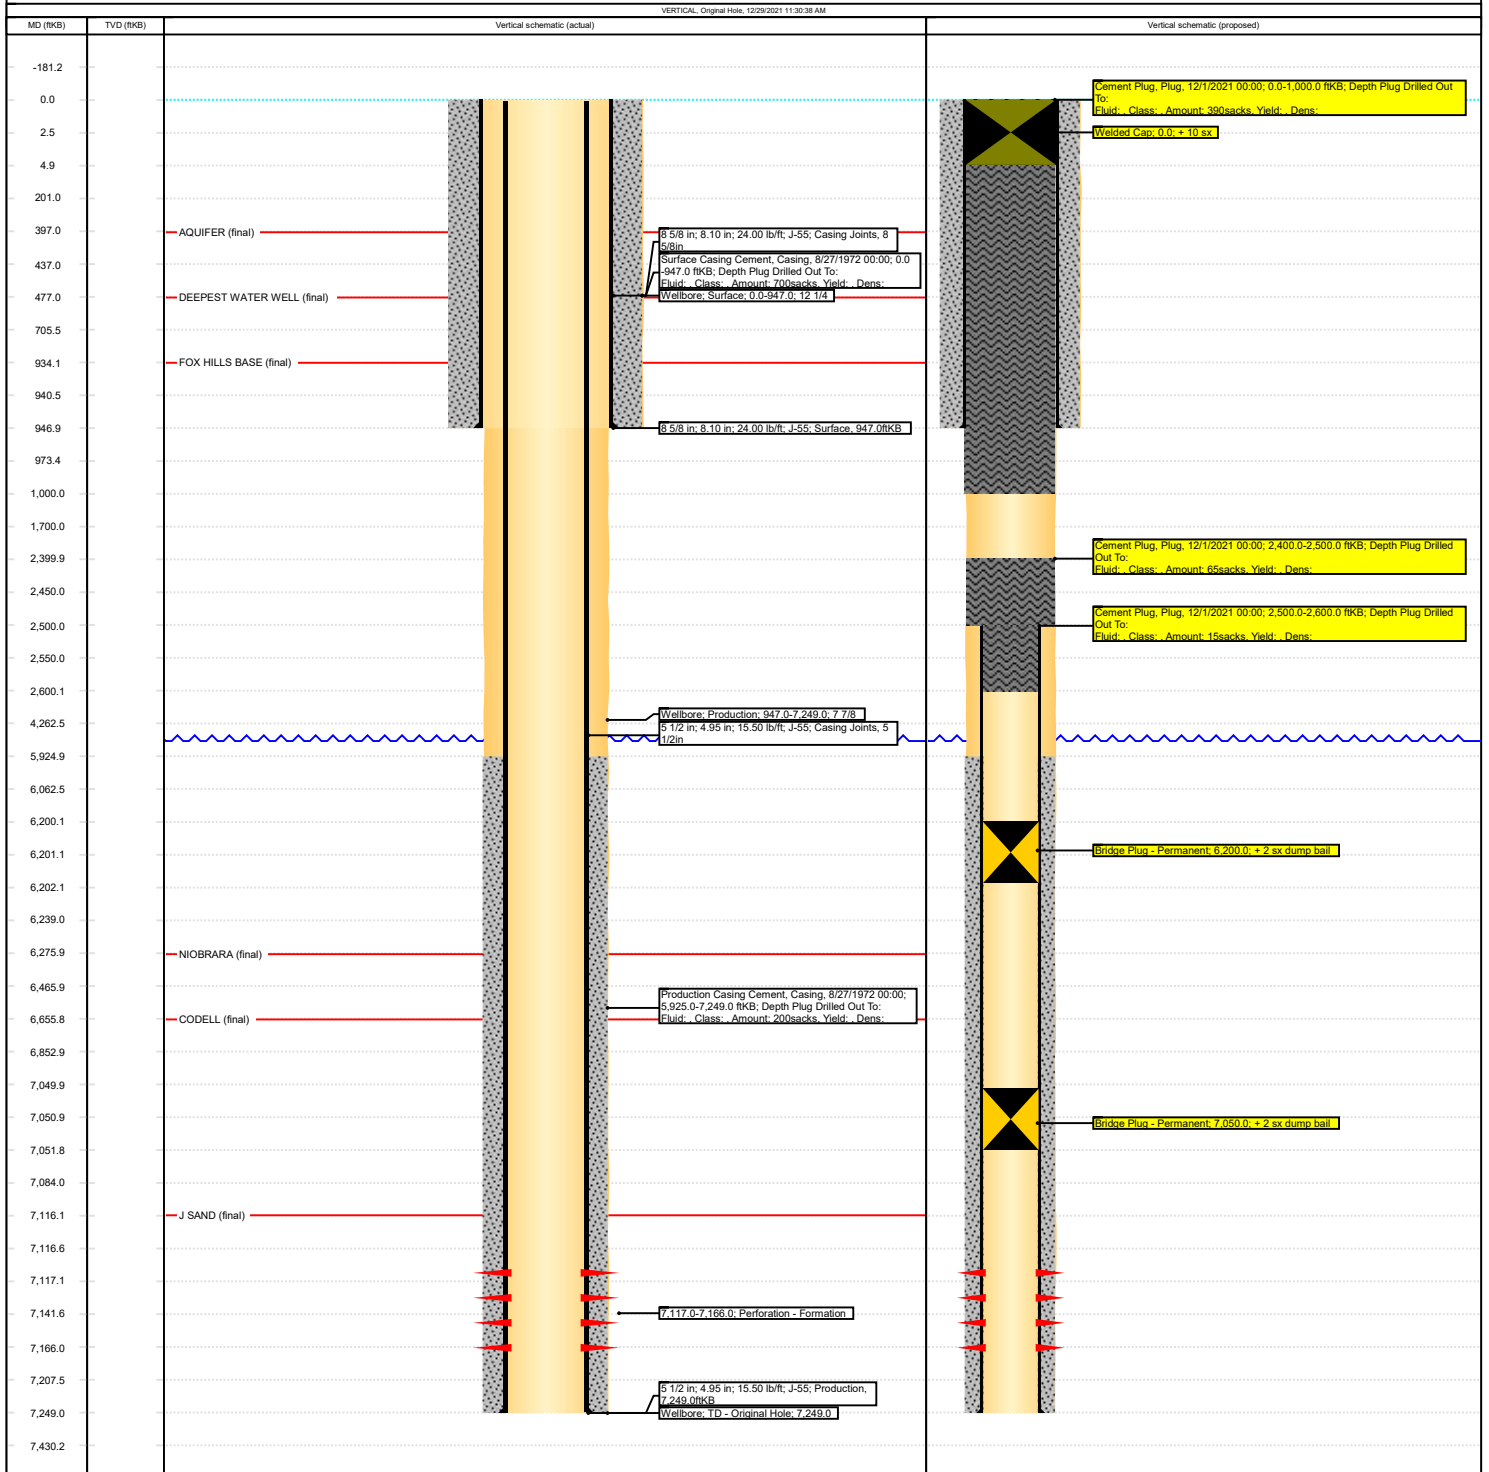 VERTICAL, Original Hole, 12/29/2021 11:30:38 AM
MD (ftKB)
TVD (ftKB)
Vertical schematic (actual)
Vertical schematic (proposed)
-181.2
0.0
2.5
4.9
201.0
397.0
437.0
477.0
705.5
934.1
940.5
946.9
973.4
1,000.0
1,700.0
2,399.9
2,450.0
2,500.0
2,550.0
2,600.1
4,262.5
5,924.9
6,062.5
6,200.1
6,201.1
6,202.1
6,239.0
6,275.9
6,465.9
6,655.8
6,852.9
7,049.9
7,050.9
7,051.8
7,084.0
7,116.1
7,116.6
7,117.1
7,141.6
7,166.0
7,207.5
7,249.0
7,430.2
AQUIFER (final)
DEEPEST WATER WELL (final)
FOX HILLS BASE (final)
NIOBRARA (final)
CODELL (final)
J SAND (final)
8 5/8 in; 8.10 in; 24.00 lb/ft; J-55; Casing Joints, 8
5/8in
Surface Casing Cement, Casing, 8/27/1972 00:00; 0.0
-947.0 ftKB; Depth Plug Drilled Out To:
Fluid: , Class: , Amount: 700sacks, Yield: , Dens:
Wellbore; Surface; 0.0-947.0; 12 1/4
8 5/8 in; 8.10 in; 24.00 lb/ft; J-55; Surface, 947.0ftKB
Wellbore; Production; 947.0-7,249.0; 7 7/8
5 1/2 in; 4.95 in; 15.50 lb/ft; J-55; Casing Joints, 5
1/2in
Production Casing Cement, Casing, 8/27/1972 00:00;
5,925.0-7,249.0 ftKB; Depth Plug Drilled Out To:
Fluid: , Class: , Amount: 200sacks, Yield: , Dens:
7,117.0-7,166.0; Perforation - Formation
5 1/2 in; 4.95 in; 15.50 lb/ft; J-55; Production,
7,249.0ftKB
Wellbore; TD - Original Hole; 7,249.0
Cement Plug, Plug, 12/1/2021 00:00; 0.0-1,000.0 ftKB; Depth Plug Drilled Out
To:
Fluid: , Class: , Amount: 390sacks, Yield: , Dens:
Welded Cap; 0.0; + 10 sx
Cement Plug, Plug, 12/1/2021 00:00; 2,400.0-2,500.0 ftKB; Depth Plug Drilled
Out To:
Fluid: , Class: , Amount: 65sacks, Yield: , Dens:
Cement Plug, Plug, 12/1/2021 00:00; 2,500.0-2,600.0 ftKB; Depth Plug Drilled
Out To:
Fluid: , Class: , Amount: 15sacks, Yield: , Dens:
Bridge Plug - Permanent; 6,200.0; + 2 sx dump bail
Bridge Plug - Permanent; 7,050.0; + 2 sx dump bail